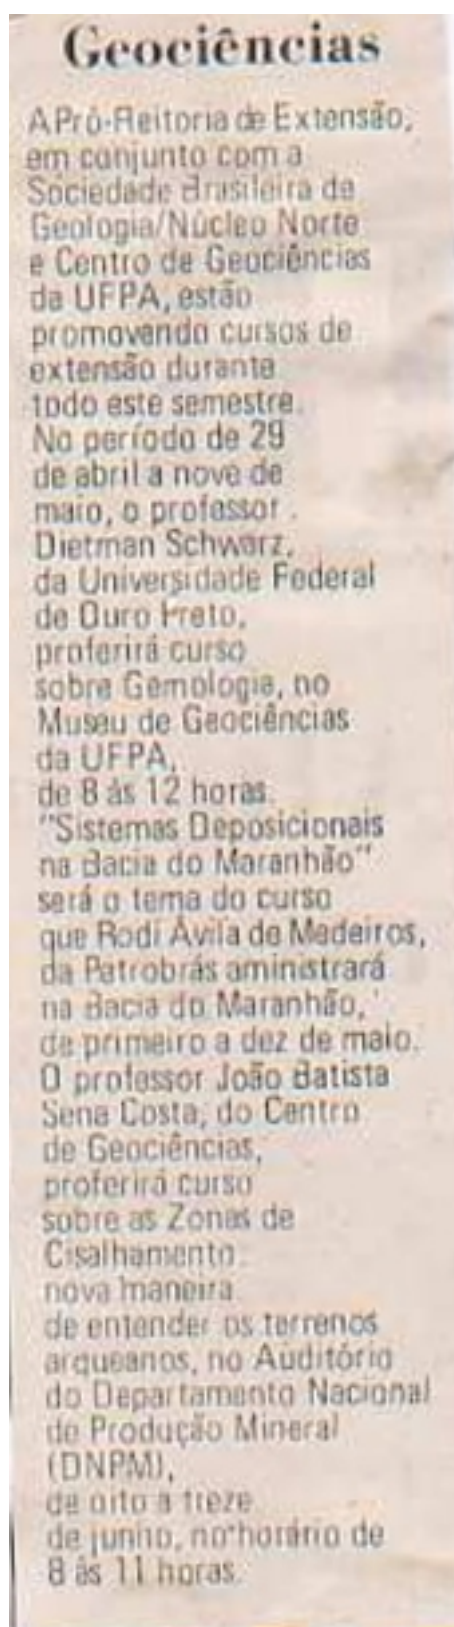 Geociências
A Pró-Reitoria de Extensão,
em conjunto com a
Sociedade Brasileira de
Geologia/Núcleo Norte
e Centro de Geociências
da UFPA, estão
promovendo cursos de
extensão durante
todo este semestre.
No período de 29
de abril a nove de
maio, o professor
Dietman Schwarz,
da Universidade Federal
de Ouro Preto,
proferirá curso
sobre Gemologia, no
Museu de Geociências
da UFPA,
de 8 às 12 horas.
"Sistemas Deposicionais
na Bacia do Maranhão"
será o tema do curso
que Rodi Ávila de Medeiros,
da Patrobrás aministrará
na Bacia do Maranhão,
de primeiro a dez de maio.
O professor João Batista
Sena Costa, do Centro
de Geociências,
proferirá curso
sobre as Zonas de
Cisalhamento:
nova maneira
de entender os terrenos
arqueanos, no Auditório
do Departamento Nacional
de Produção Mineral
(DNPM),
de oito a treze
de junho, no horário de
8 às 11 horas.